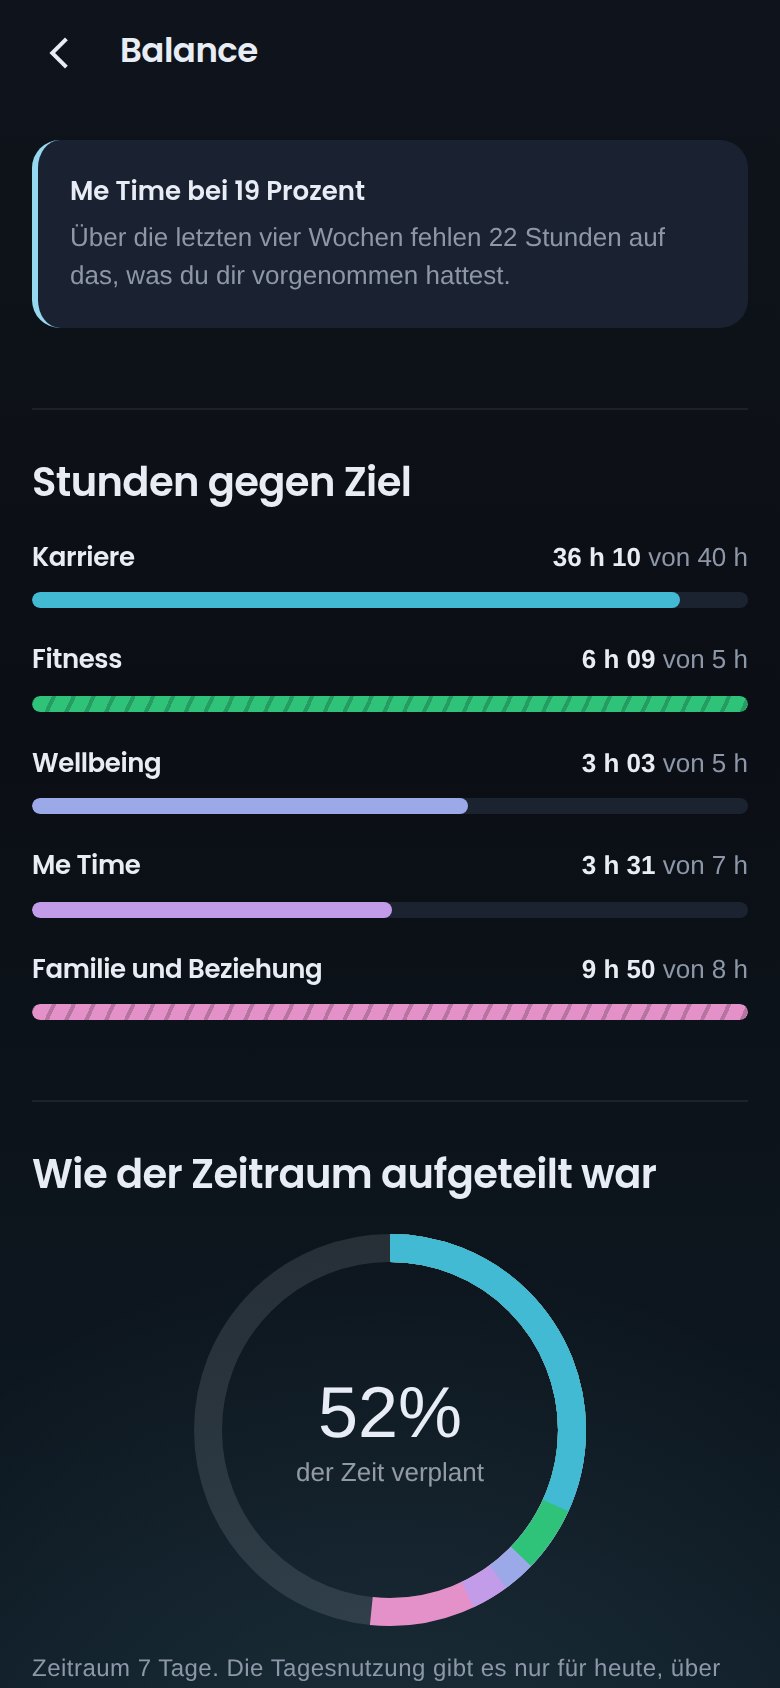 Balance
Me Time bei 19 Prozent
Über die letzten vier Wochen fehlen 22 Stunden auf
das, was du dir vorgenommen hattest.
Stunden gegen Ziel
Karriere 36 h 10 von 40 h
Fitness 6 h 09 von 5 h
Wellbeing 3 h 03 von 5 h
Me Time 3 h 31 von 7 h
Familie und Beziehung 9 h 50 von 8 h
Wie der Zeitraum aufgeteilt war
52%
der Zeit verplant
Zeitraum 7 Tage. Die Tagesnutzung gibt es nur für heute, über